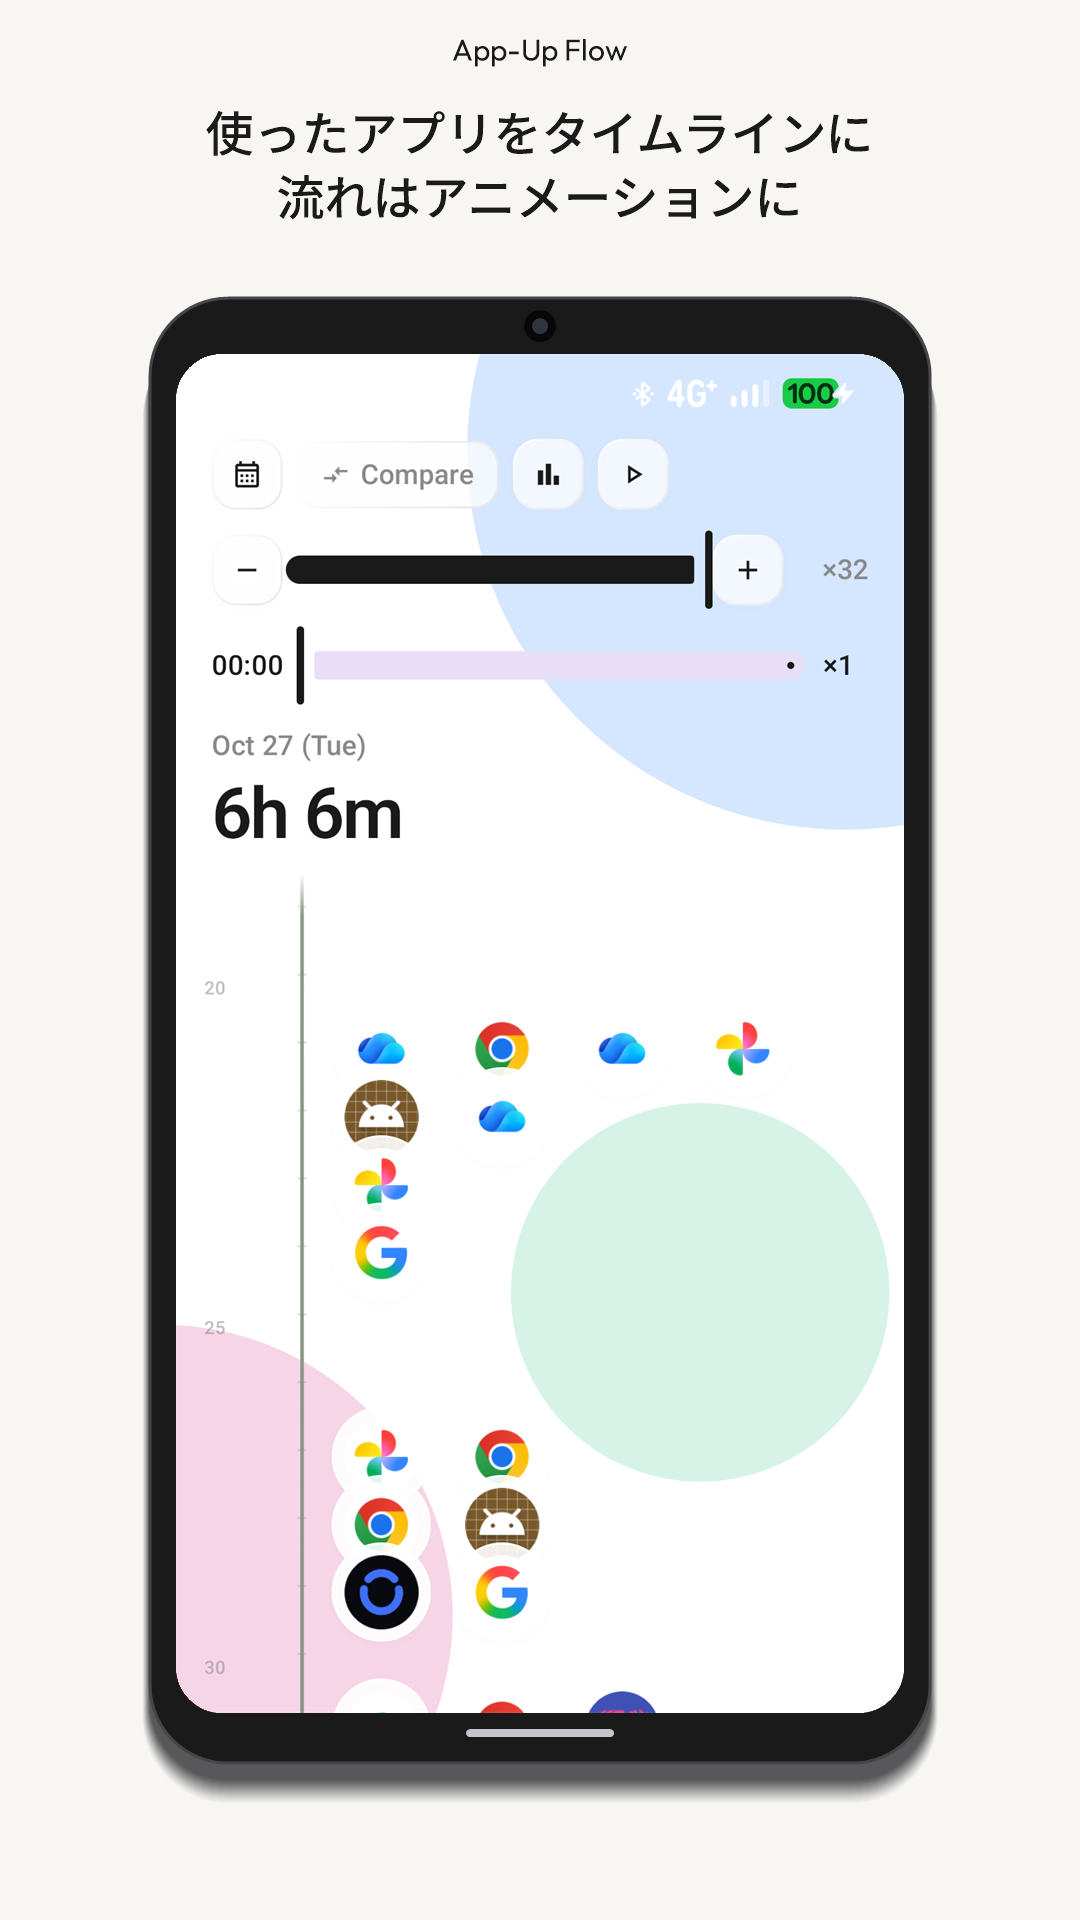 App-Up Flow
使ったアプリをタイムラインに
流れはアニメーションに
4G+ 100
Compare
×32
00:00 ×1
Oct 27 (Tue)
6h 6m
20
25
30